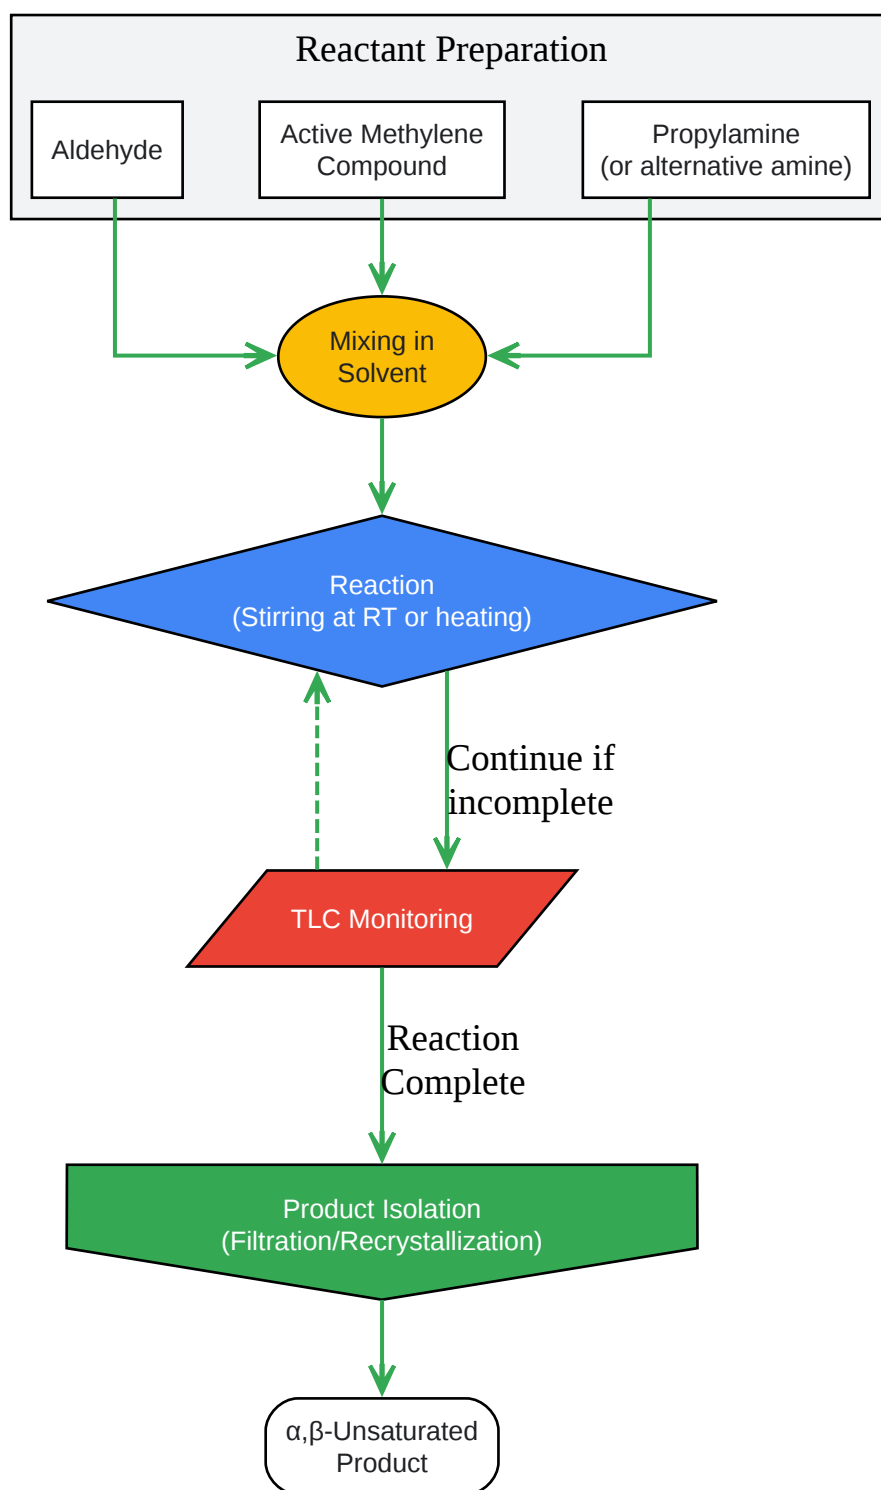 Reactant Preparation
Aldehyde
Active Methylene
Compound
Propylamine
(or alternative amine)
Mixing in
Solvent
Reaction
(Stirring at RT or heating)
Continue if
incomplete
TLC Monitoring
Reaction
Complete
Product Isolation
(Filtration/Recrystallization)
α,β-Unsaturated
Product